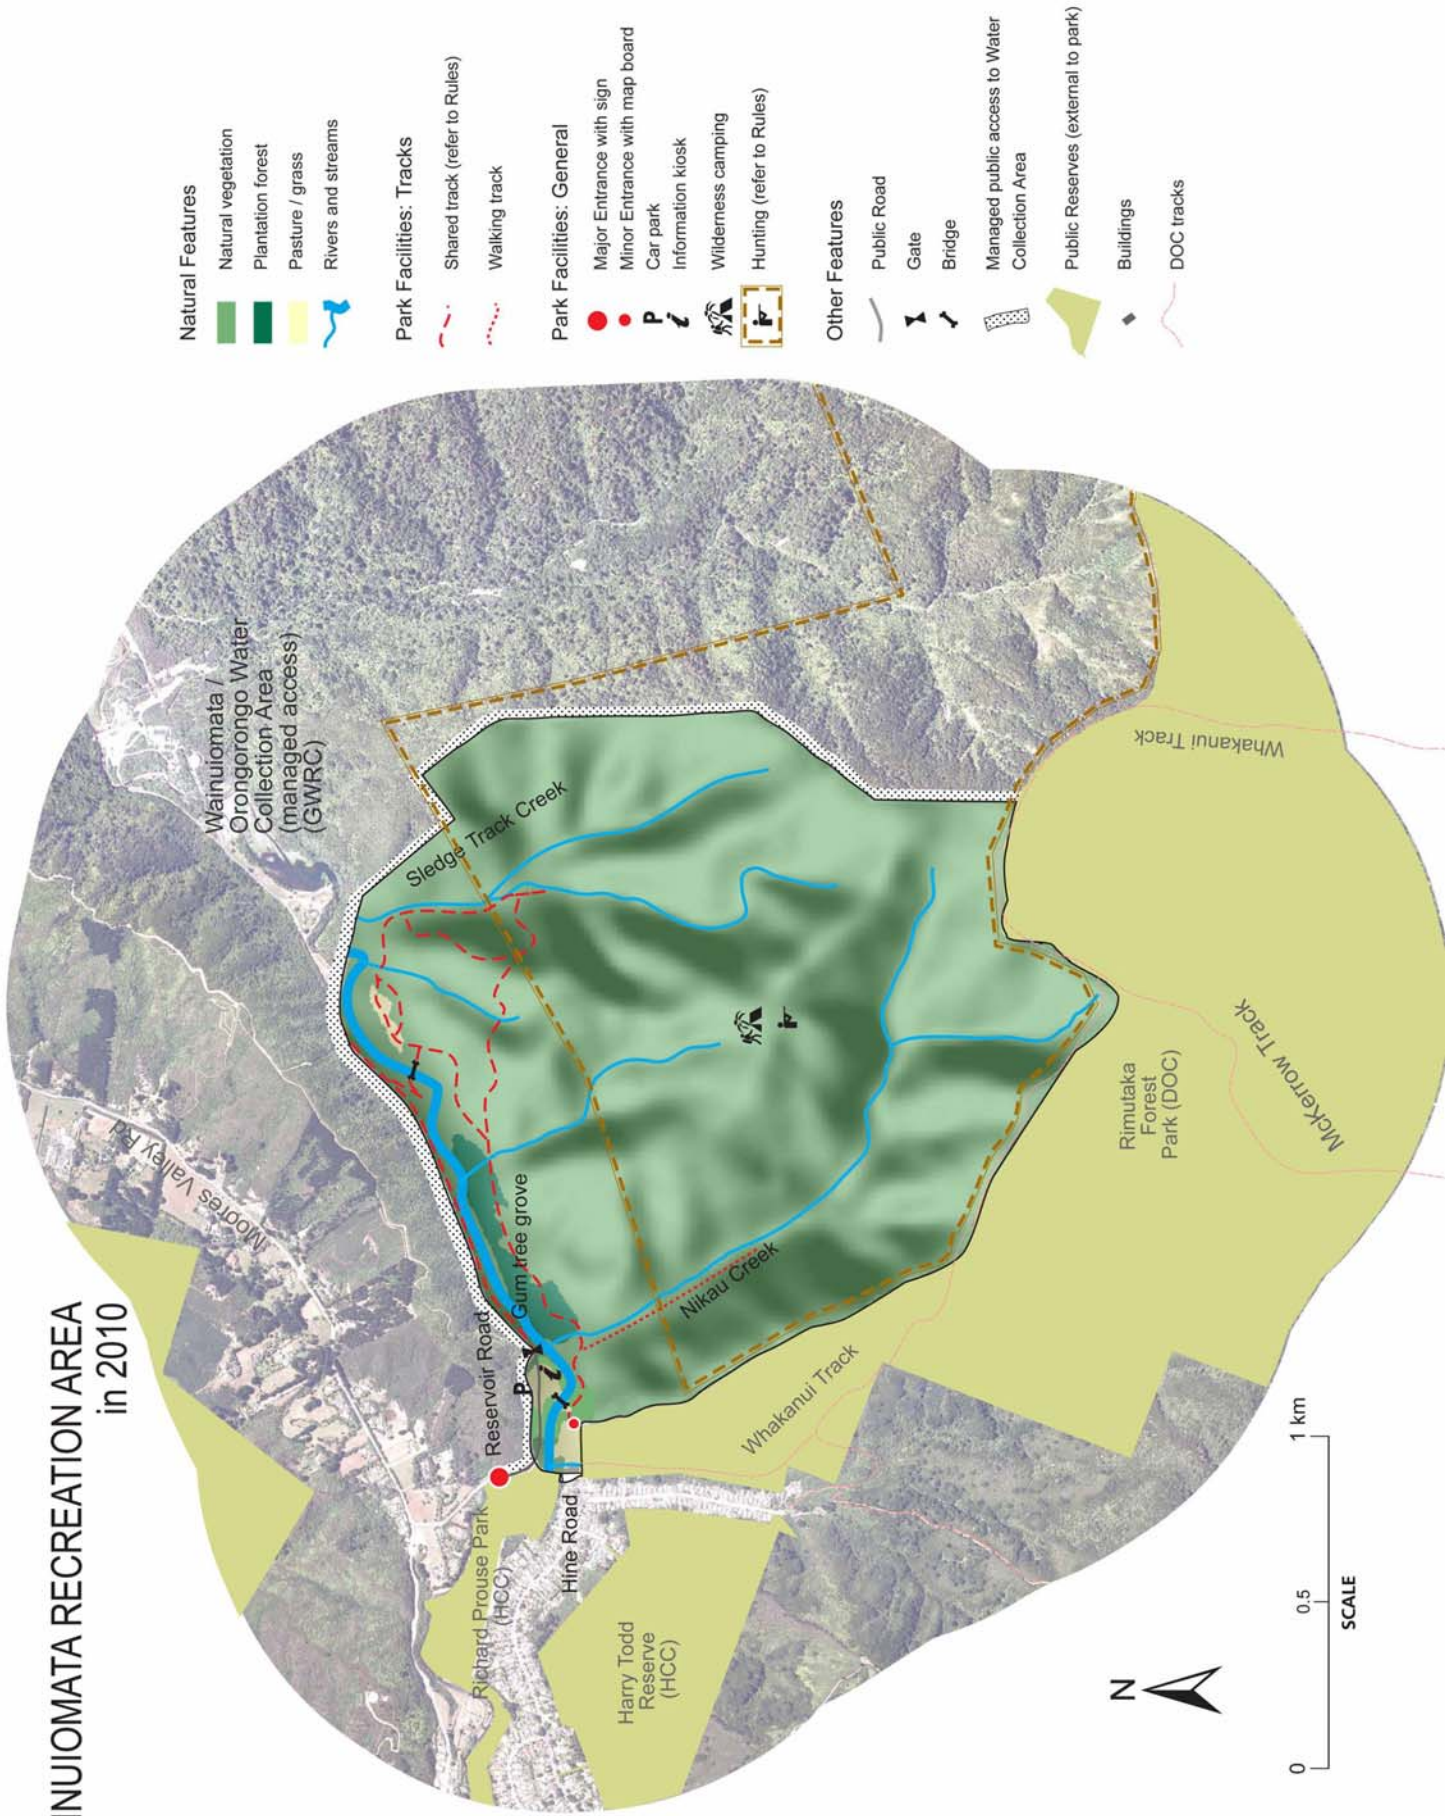 NUIOMATA RECREATION AREA
in 2010
Moores Valley Rd
Wainuiomata /
Orongorongo Water
Collection Area
(managed access)
(GWRC)
Sledge Track Creek
Reservoir Road
Gum tree grove
P
i
Richard Prouse Park
(HCC)
Hine Road
Harry Todd
Reserve
(HCC)
Nikau Creek
Whakanui Track
Whakanui Track
Rimutaka
Forest
Park (DOC)
McKerrow Track
N
0
0.5
1 km
SCALE
Natural Features
Natural vegetation
Plantation forest
Pasture / grass
Rivers and streams
Park Facilities: Tracks
Shared track (refer to Rules)
Walking track
Park Facilities: General
Major Entrance with sign
Minor Entrance with map board
P Car park
i Information kiosk
Wilderness camping
Hunting (refer to Rules)
Other Features
Public Road
Gate
Bridge
Managed public access to Water
Collection Area
Public Reserves (external to park)
Buildings
DOC tracks